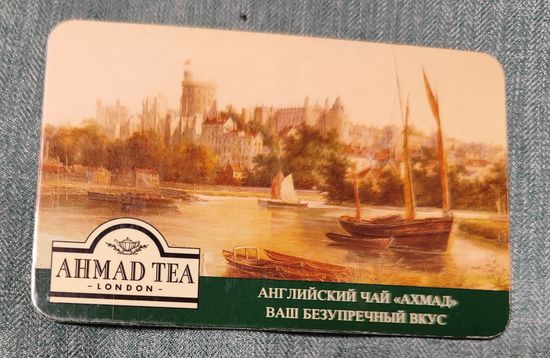 AHMAD TEA
- LONDON -
®
АНГЛИЙСКИЙ ЧАЙ «АХМАД»
ВАШ БЕЗУПРЕЧНЫЙ ВКУС